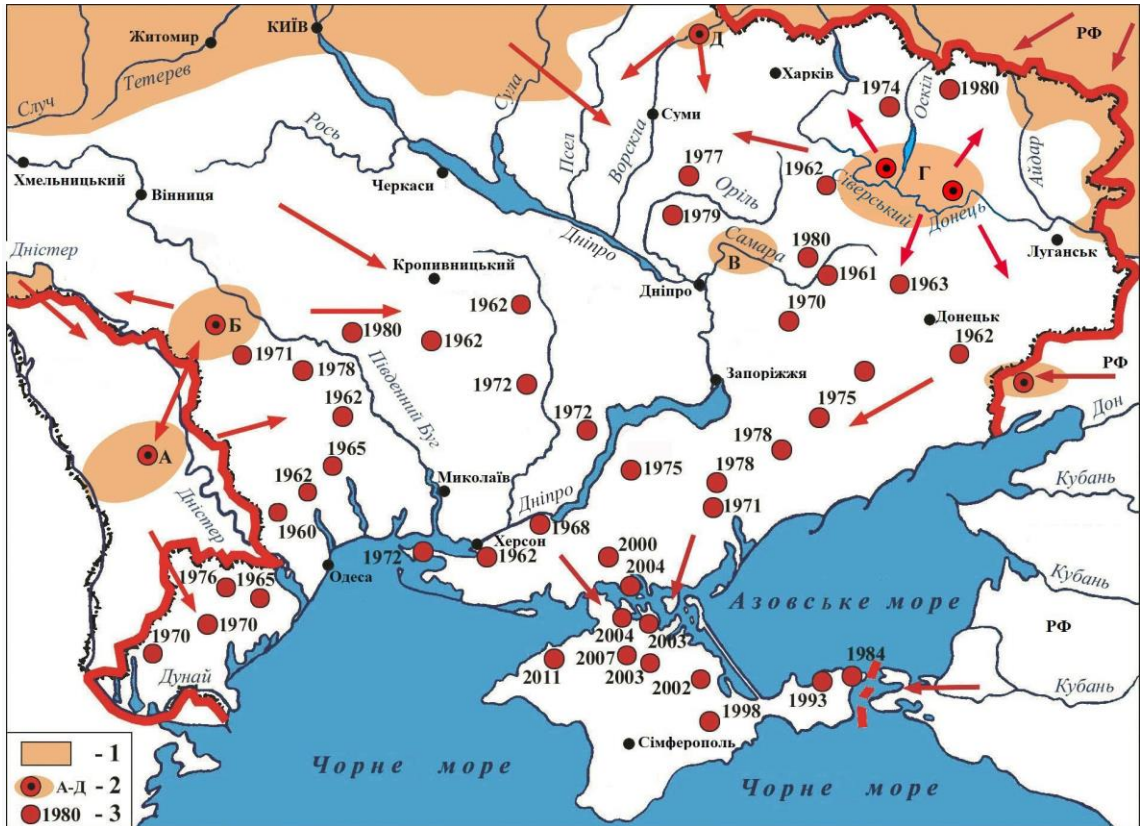 КИЇВ
Житомир
Тетерев
Случ
Хмельницький
Вінниця
Рось
Черкаси
Сула
Псел
Ворскла
Суми
Д
Харків
РФ
1974
Оскіл
1980
Айдар
1977
1962
Г
Сіверський
Донець
Оріль
1979
Луганськ
Дністер
Дніпро
Самара
В
1980
1961
1963
Кропивницький
Дніпро
1970
Донецьк
1962
Б
1971
1980
1962
1962
1978
1972
Запоріжжя
1975
РФ
Дон
Південний Буг
1962
1972
1978
А
1965
1962
1960
Миколаїв
1975
1978
1971
Кубань
Дністер
Дніпро
1968
Херсон
1972
1962
Одеса
2000
2004
Кубань
Азовське море
1976
1965
1970
1970
2004
2003
РФ
2007
2003
2011
2002
1984
1993
Кубань
Дунай
1998
Сімферополь
Чорне море
Чорне море
- 1
А-Д - 2
1980 - 3